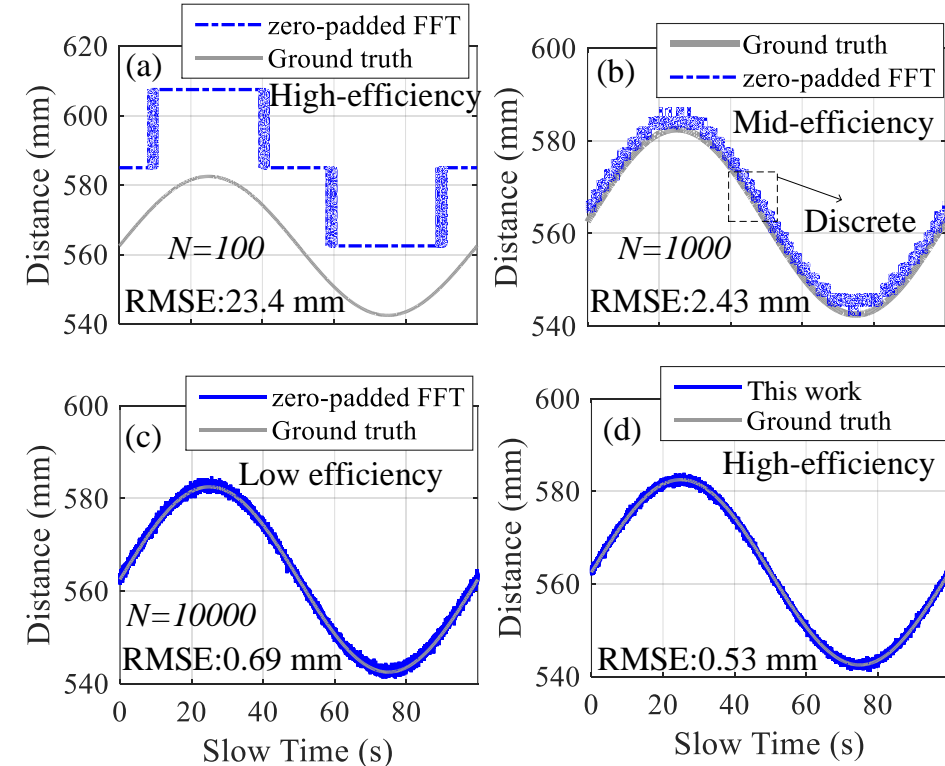 zero-padded FFT
Ground truth
(a)
High-efficiency
N=100
RMSE:23.4 mm
620
600
580
560
540
Distance (mm)
Ground truth
zero-padded FFT
(b)
Mid-efficiency
Discrete
N=1000
RMSE:2.43 mm
600
580
560
540
Distance (mm)
zero-padded FFT
Ground truth
(c)
Low efficiency
N=10000
RMSE:0.69 mm
600
580
560
540
Distance (mm)
0 20 40 60 80
Slow Time (s)
This work
Ground truth
(d)
High-efficiency
RMSE:0.53 mm
600
580
560
540
Distance (mm)
0 20 40 60 80
Slow Time (s)